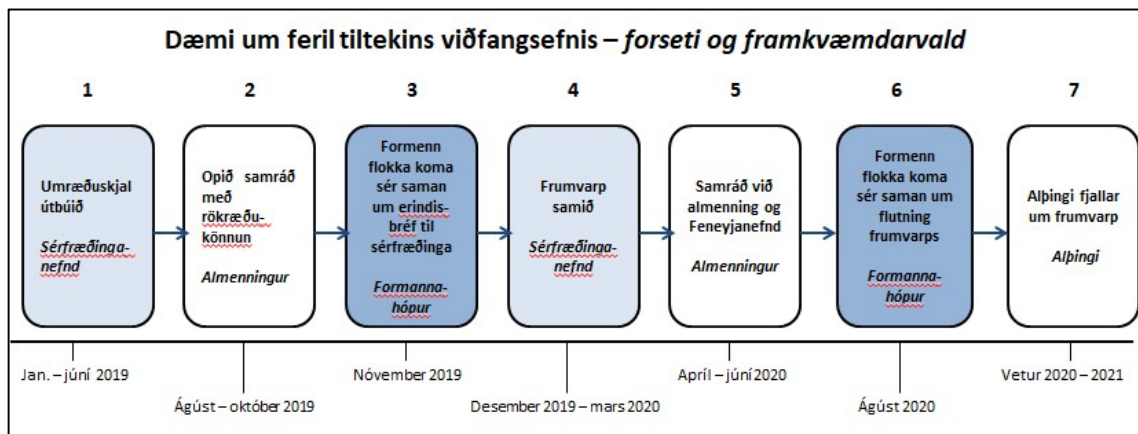 Dæmi um feril tiltekins viðfangsefnis – forseti og framkvæmdarvald
1
2
3
4
5
6
7
Umræðuskjal
útbúið
Sérfræðinga-
nefnd
Opið samráð
með
rökræðu-
könnun
Almenningur
Formenn
flokka koma
sér saman
um erindis-
bréf til
sérfræðinga
Formanna-
hópur
Frumvarp
samið
Sérfræðinga-
nefnd
Samráð við
almenning og
Feneyjanefnd
Almenningur
Formenn
flokka koma
sér saman um
flutning
frumvarps
Formanna-
hópur
Alþingi fjallar
um frumvarp
Alþingi
Jan. – júní 2019
Ágúst – október 2019
Nóvember 2019
Desember 2019 – mars 2020
Apríl – júní 2020
Ágúst 2020
Vetur 2020 – 2021